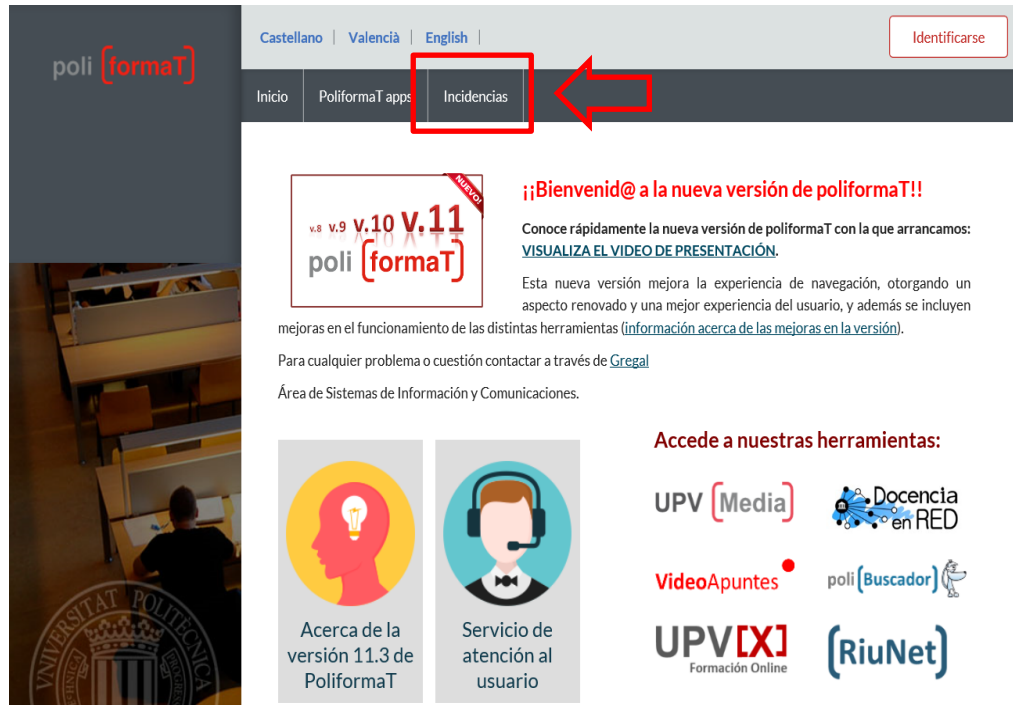 poli [formaT]
Castellano | Valencià | English |
Identificarse
Inicio
PoliformaT apps
Incidencias
NUEVO!
v.8 v.9 v.10 v.11
poli [formaT]
¡¡Bienvenid@ a la nueva versión de poliformaT!!
Conoce rápidamente la nueva versión de poliformaT con la que arrancamos:
VISUALIZA EL VIDEO DE PRESENTACIÓN.
Esta nueva versión mejora la experiencia de navegación, otorgando un
aspecto renovado y una mejor experiencia del usuario, y además se incluyen
mejoras en el funcionamiento de las distintas herramientas (información acerca de las mejoras en la versión).
Para cualquier problema o cuestión contactar a través de Gregal
Área de Sistemas de Información y Comunicaciones.
Acerca de la
versión 11.3 de
PoliformaT
Servicio de
atención al
usuario
Accede a nuestras herramientas:
UPV [Media]
Docencia
en RED
VideoApuntes
poli [Buscador]
UPV[X]
Formación Online
[RiuNet]